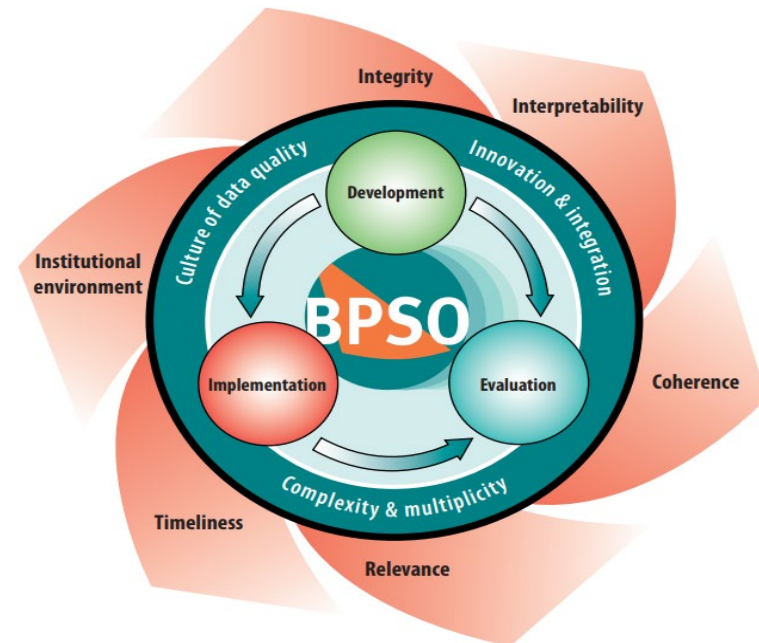 Integrity
Interpretability
Culture of data quality
Innovation & integration
Development
Institutional
environment
BPSO
Implementation
Evaluation
Coherence
Complexity & multiplicity
Timeliness
Relevance